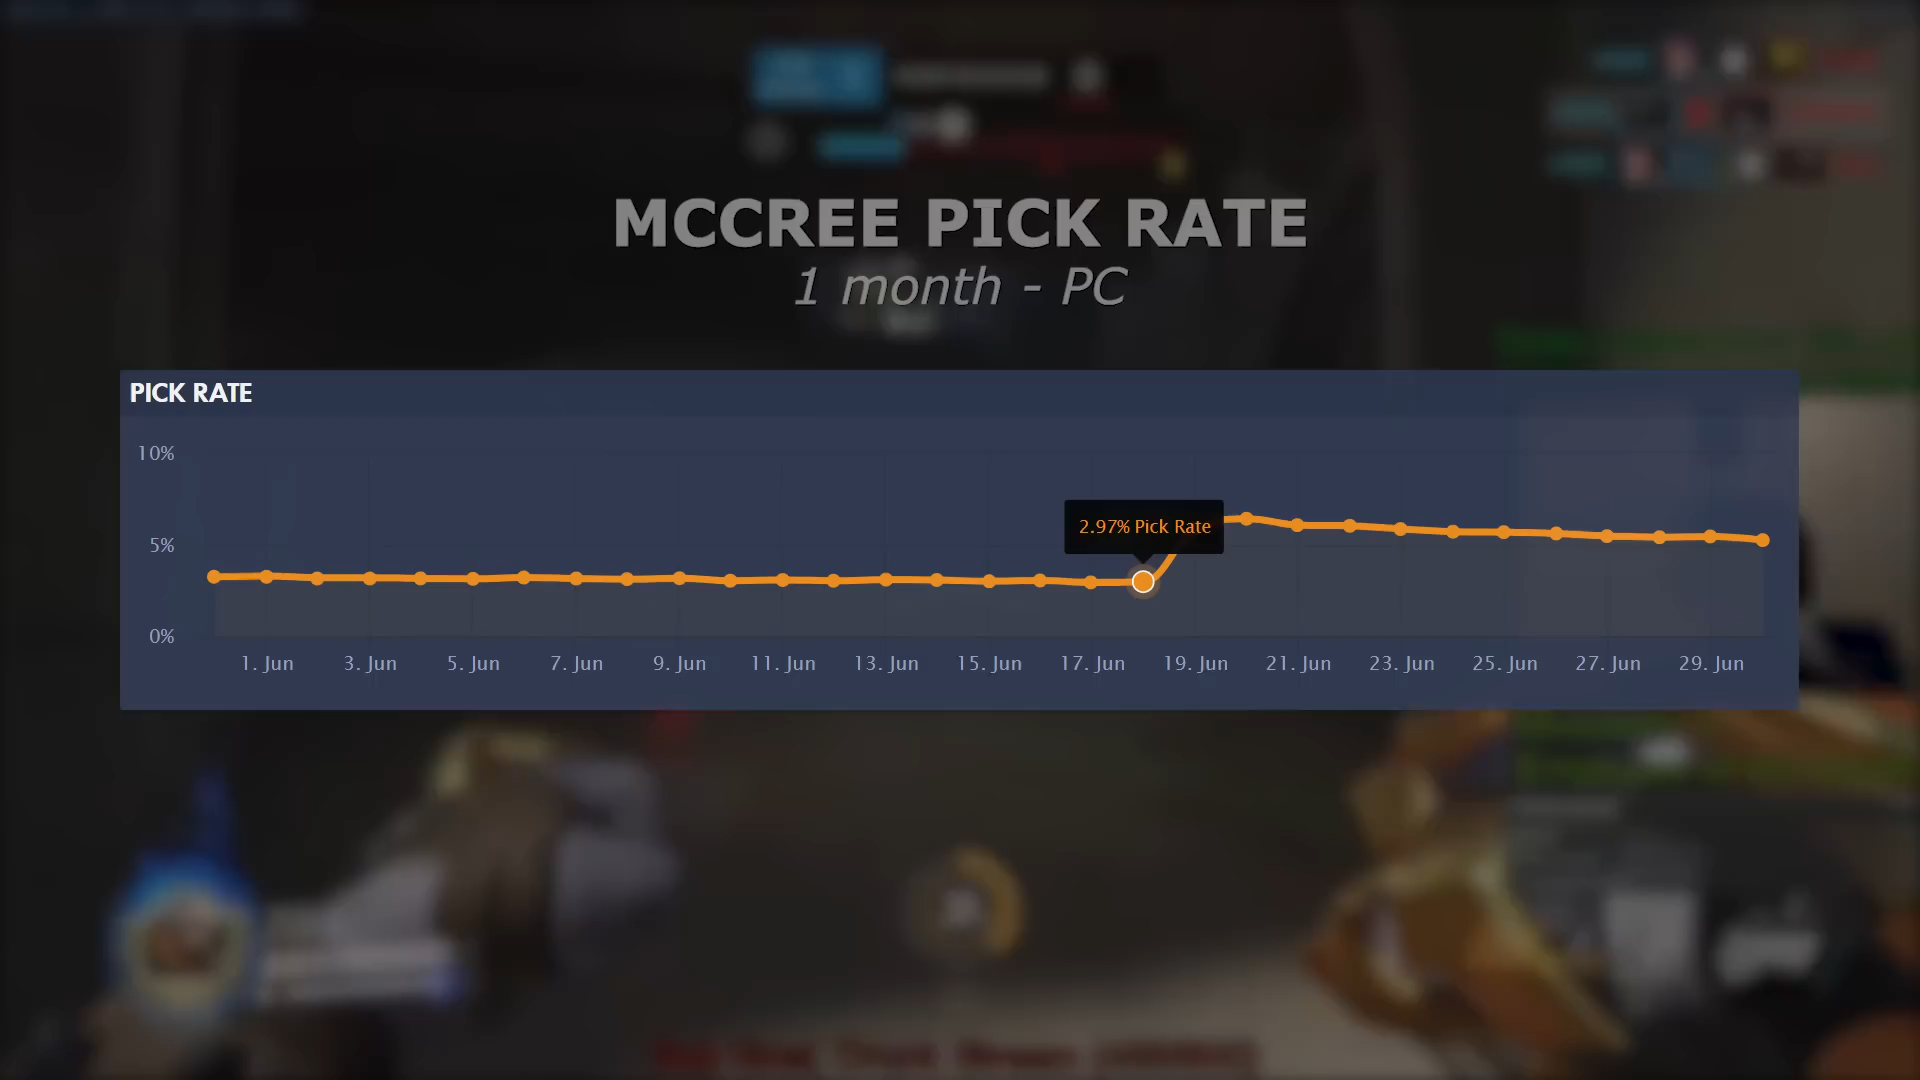 MCCREE PICK RATE
1 month - PC
PICK RATE
10%
2.97% Pick Rate
5%
0%
1. Jun 3. Jun 5. Jun 7. Jun 9. Jun 11. Jun 13. Jun 15. Jun 17. Jun 19. Jun 21. Jun 23. Jun 25. Jun 27. Jun 29. Jun